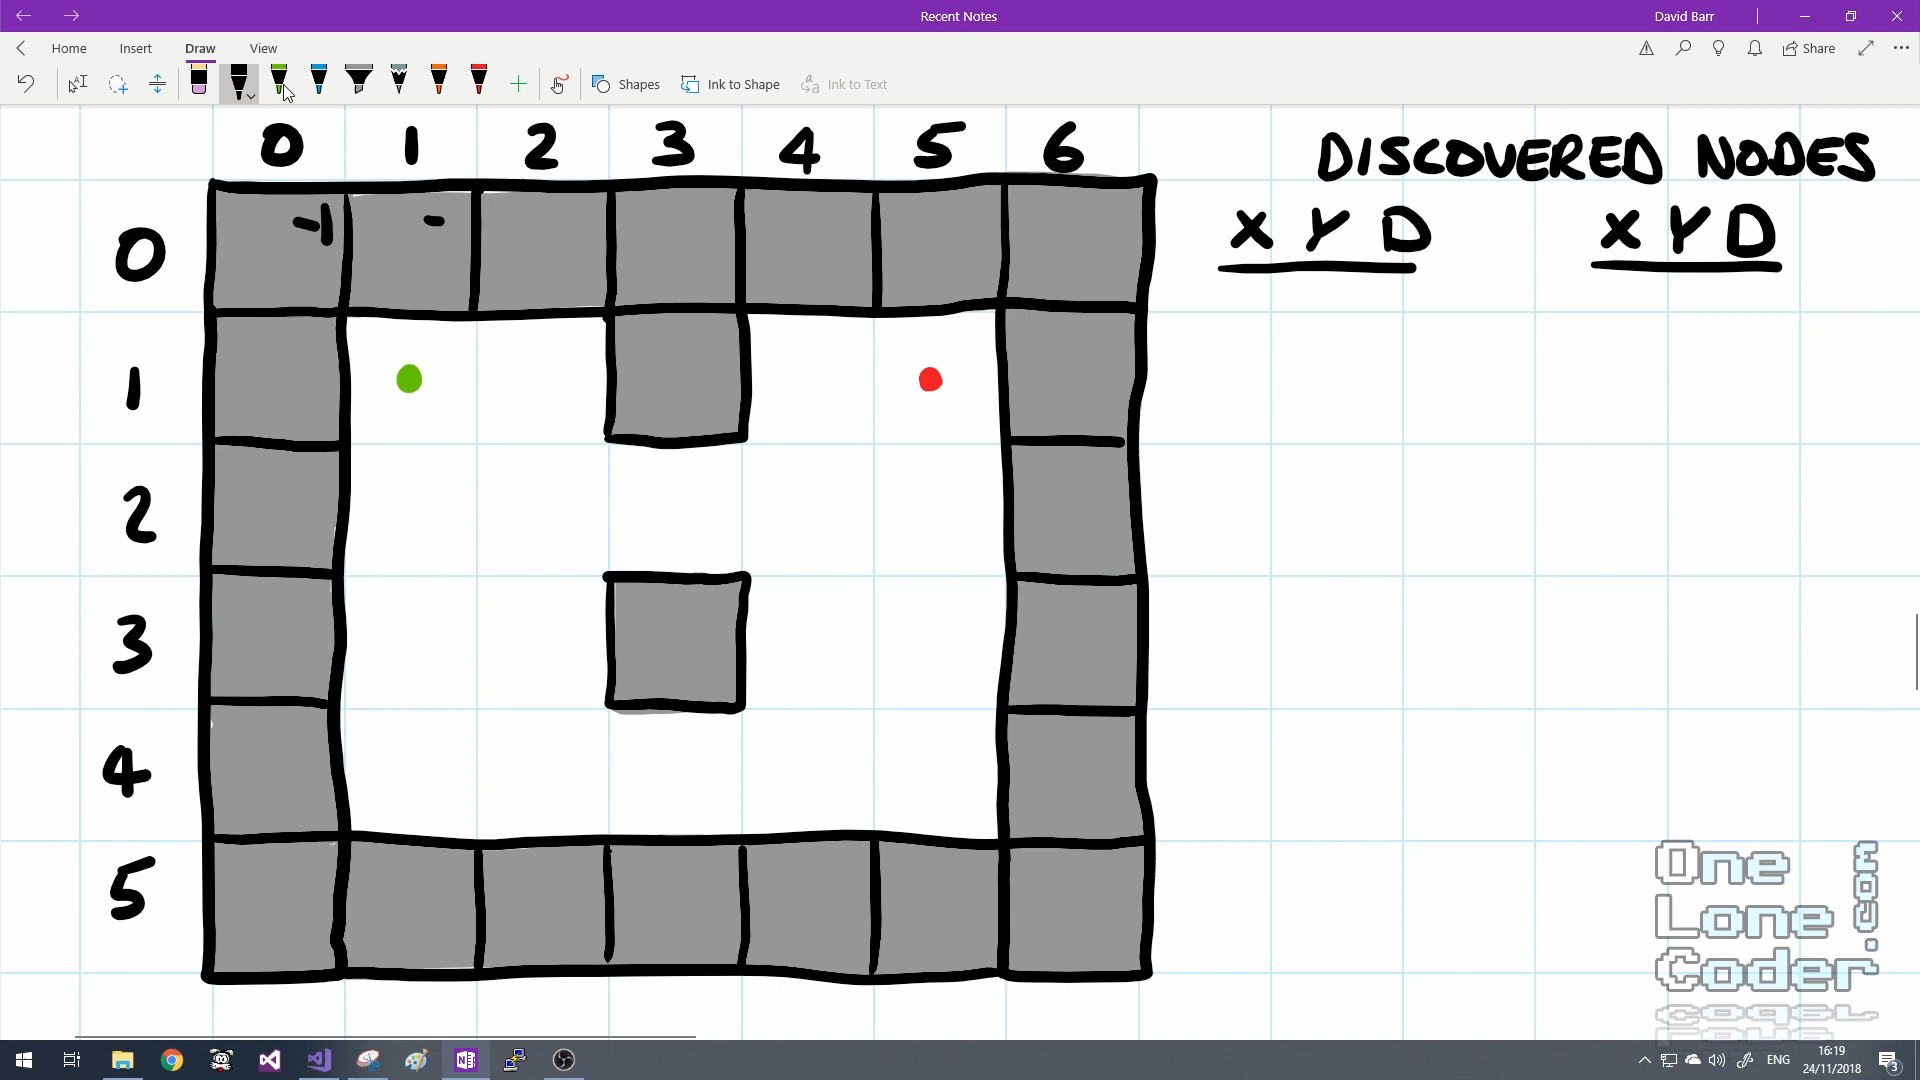 Recent Notes
David Barr
Home Insert Draw View
Share
Shapes Ink to Shape Ink to Text
0 1 2 3 4 5 6
DISCOVERED NODES
X Y D X Y D
0 -1 -
1
2
3
4
5
One
Lone
Coder
.com
ENG
16:19
24/11/2018
3